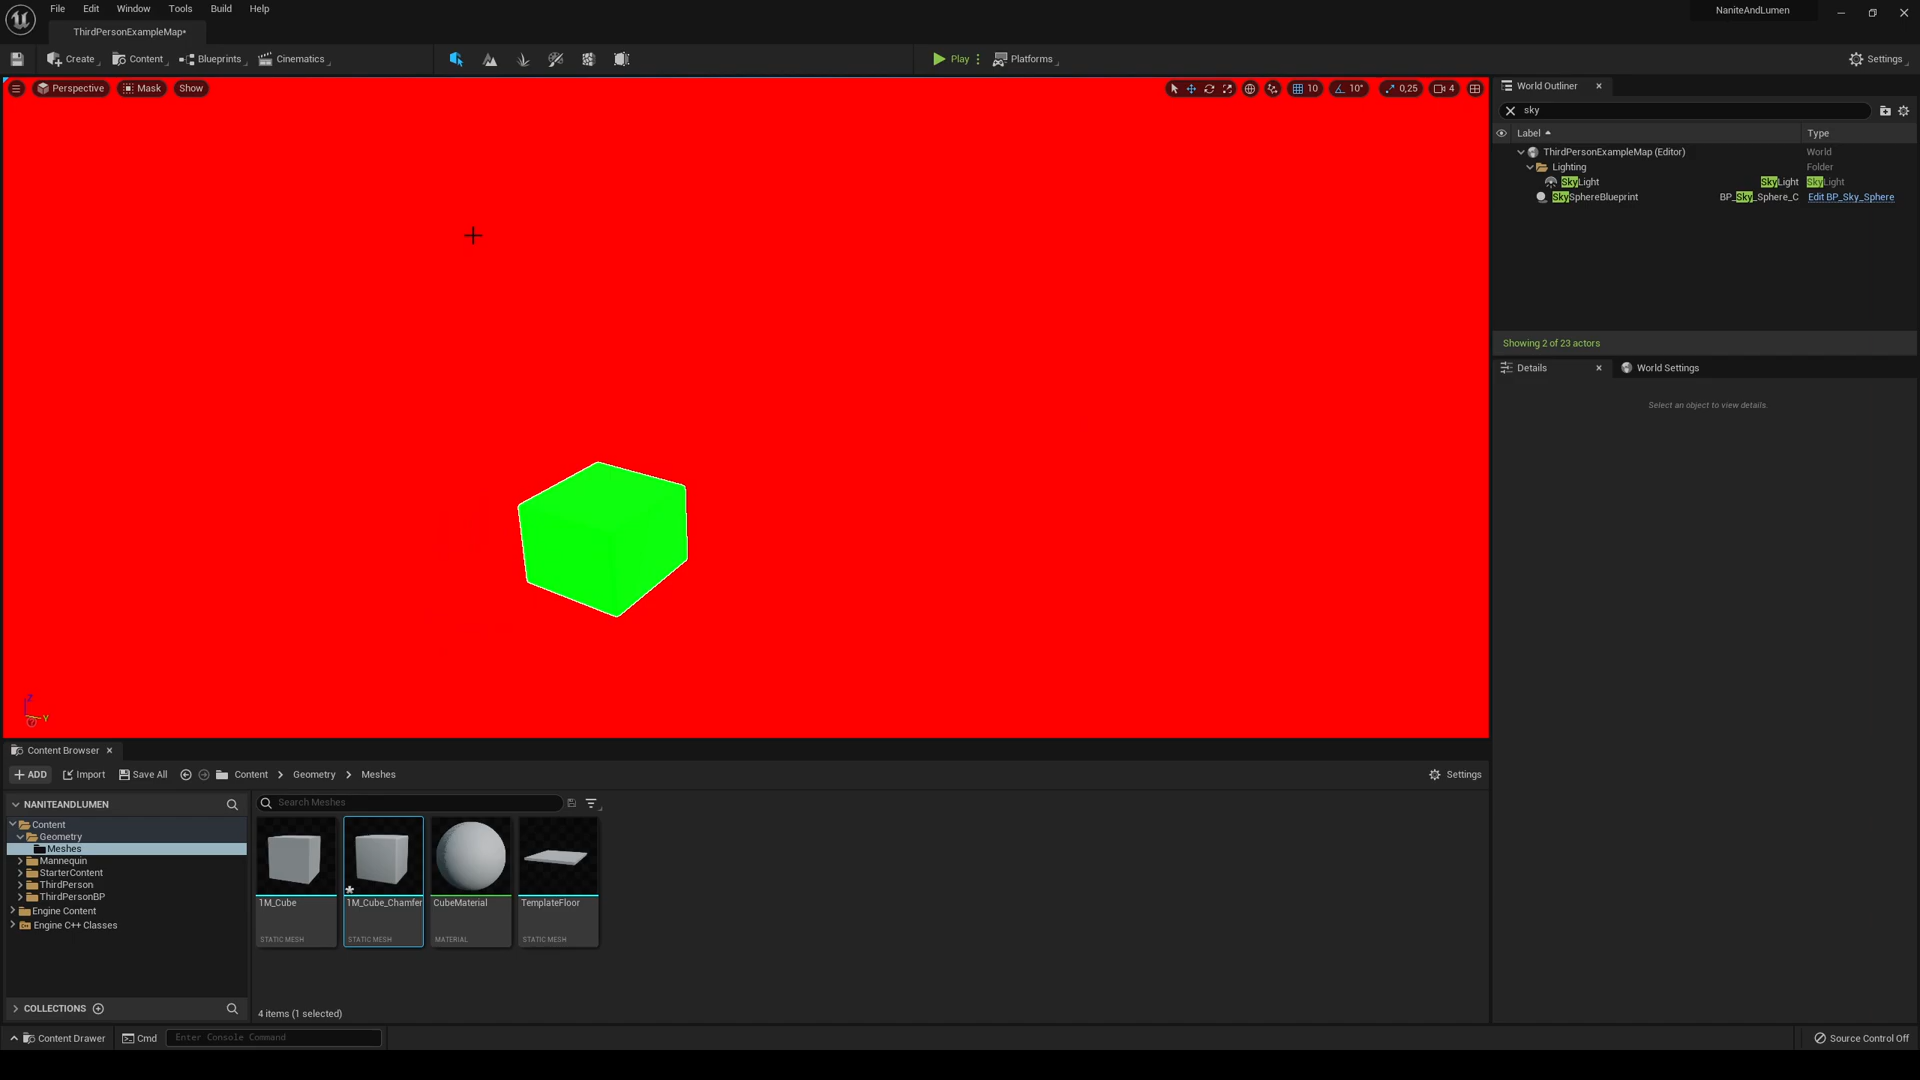 File Edit Window Tools Build Help
NaniteAndLumen
ThirdPersonExampleMap*
Create Content Blueprints Cinematics Play Platforms Settings
Perspective Mask Show 10 10° 0,25 4
World Outliner
sky
Label Type
ThirdPersonExampleMap (Editor) World
Lighting Folder
SkyLight SkyLight SkyLight
SkySphereBlueprint BP_Sky_Sphere_C Edit BP_Sky_Sphere
Showing 2 of 23 actors
Details World Settings
Select an object to view details.
Z
Y
Content Browser
ADD Import Save All Content Geometry Meshes Settings
NANITEANDLUMEN
Search Meshes
Content
Geometry
Meshes
Mannequin
StarterContent
ThirdPerson
ThirdPersonBP
Engine Content
Engine C++ Classes
1M_Cube 1M_Cube_Chamfer CubeMaterial TemplateFloor
STATIC MESH STATIC MESH MATERIAL STATIC MESH
COLLECTIONS
4 items (1 selected)
Content Drawer Cmd Enter Console Command Source Control Off